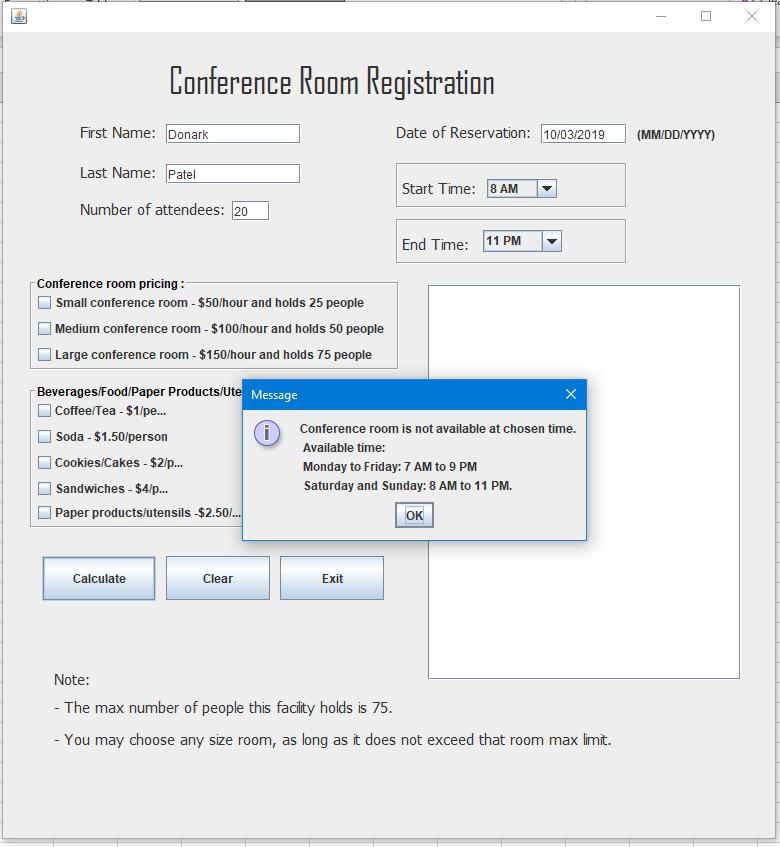 Conference Room Registration
First Name: Donark
Date of Reservation: 10/03/2019 (MM/DD/YYYY)
Last Name: Patel
Start Time: 8 AM
Number of attendees: 20
End Time: 11 PM
Conference room pricing :
Small conference room - $50/hour and holds 25 people
Medium conference room - $100/hour and holds 50 people
Large conference room - $150/hour and holds 75 people
Beverages/Food/Paper Products/Ute
Coffee/Tea - $1/pe...
Soda - $1.50/person
Cookies/Cakes - $2/p...
Sandwiches - $4/p...
Paper products/utensils -$2.50/...
Message
Conference room is not available at chosen time.
Available time:
Monday to Friday: 7 AM to 9 PM
Saturday and Sunday: 8 AM to 11 PM.
OK
Calculate
Clear
Exit
Note:
- The max number of people this facility holds is 75.
- You may choose any size room, as long as it does not exceed that room max limit.